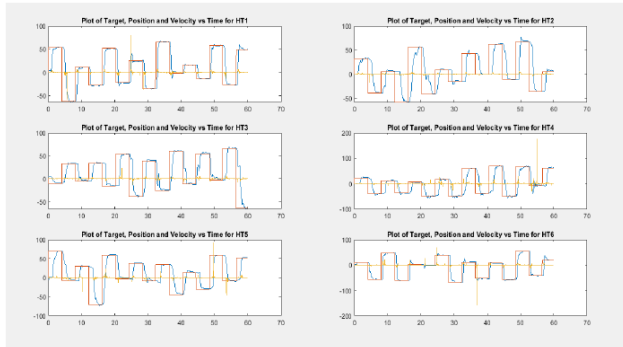 Plot of Target, Position and Velocity vs Time for HT1
100
50
0
-50
0 10 20 30 40 50 60 70
Plot of Target, Position and Velocity vs Time for HT2
100
50
0
-50
0 10 20 30 40 50 60 70
Plot of Target, Position and Velocity vs Time for HT3
100
50
0
-50
0 10 20 30 40 50 60 70
Plot of Target, Position and Velocity vs Time for HT4
200
100
0
-100
0 10 20 30 40 50 60 70
Plot of Target, Position and Velocity vs Time for HT5
100
50
0
-50
-100
0 10 20 30 40 50 60 70
Plot of Target, Position and Velocity vs Time for HT6
100
0
-100
-200
0 10 20 30 40 50 60 70